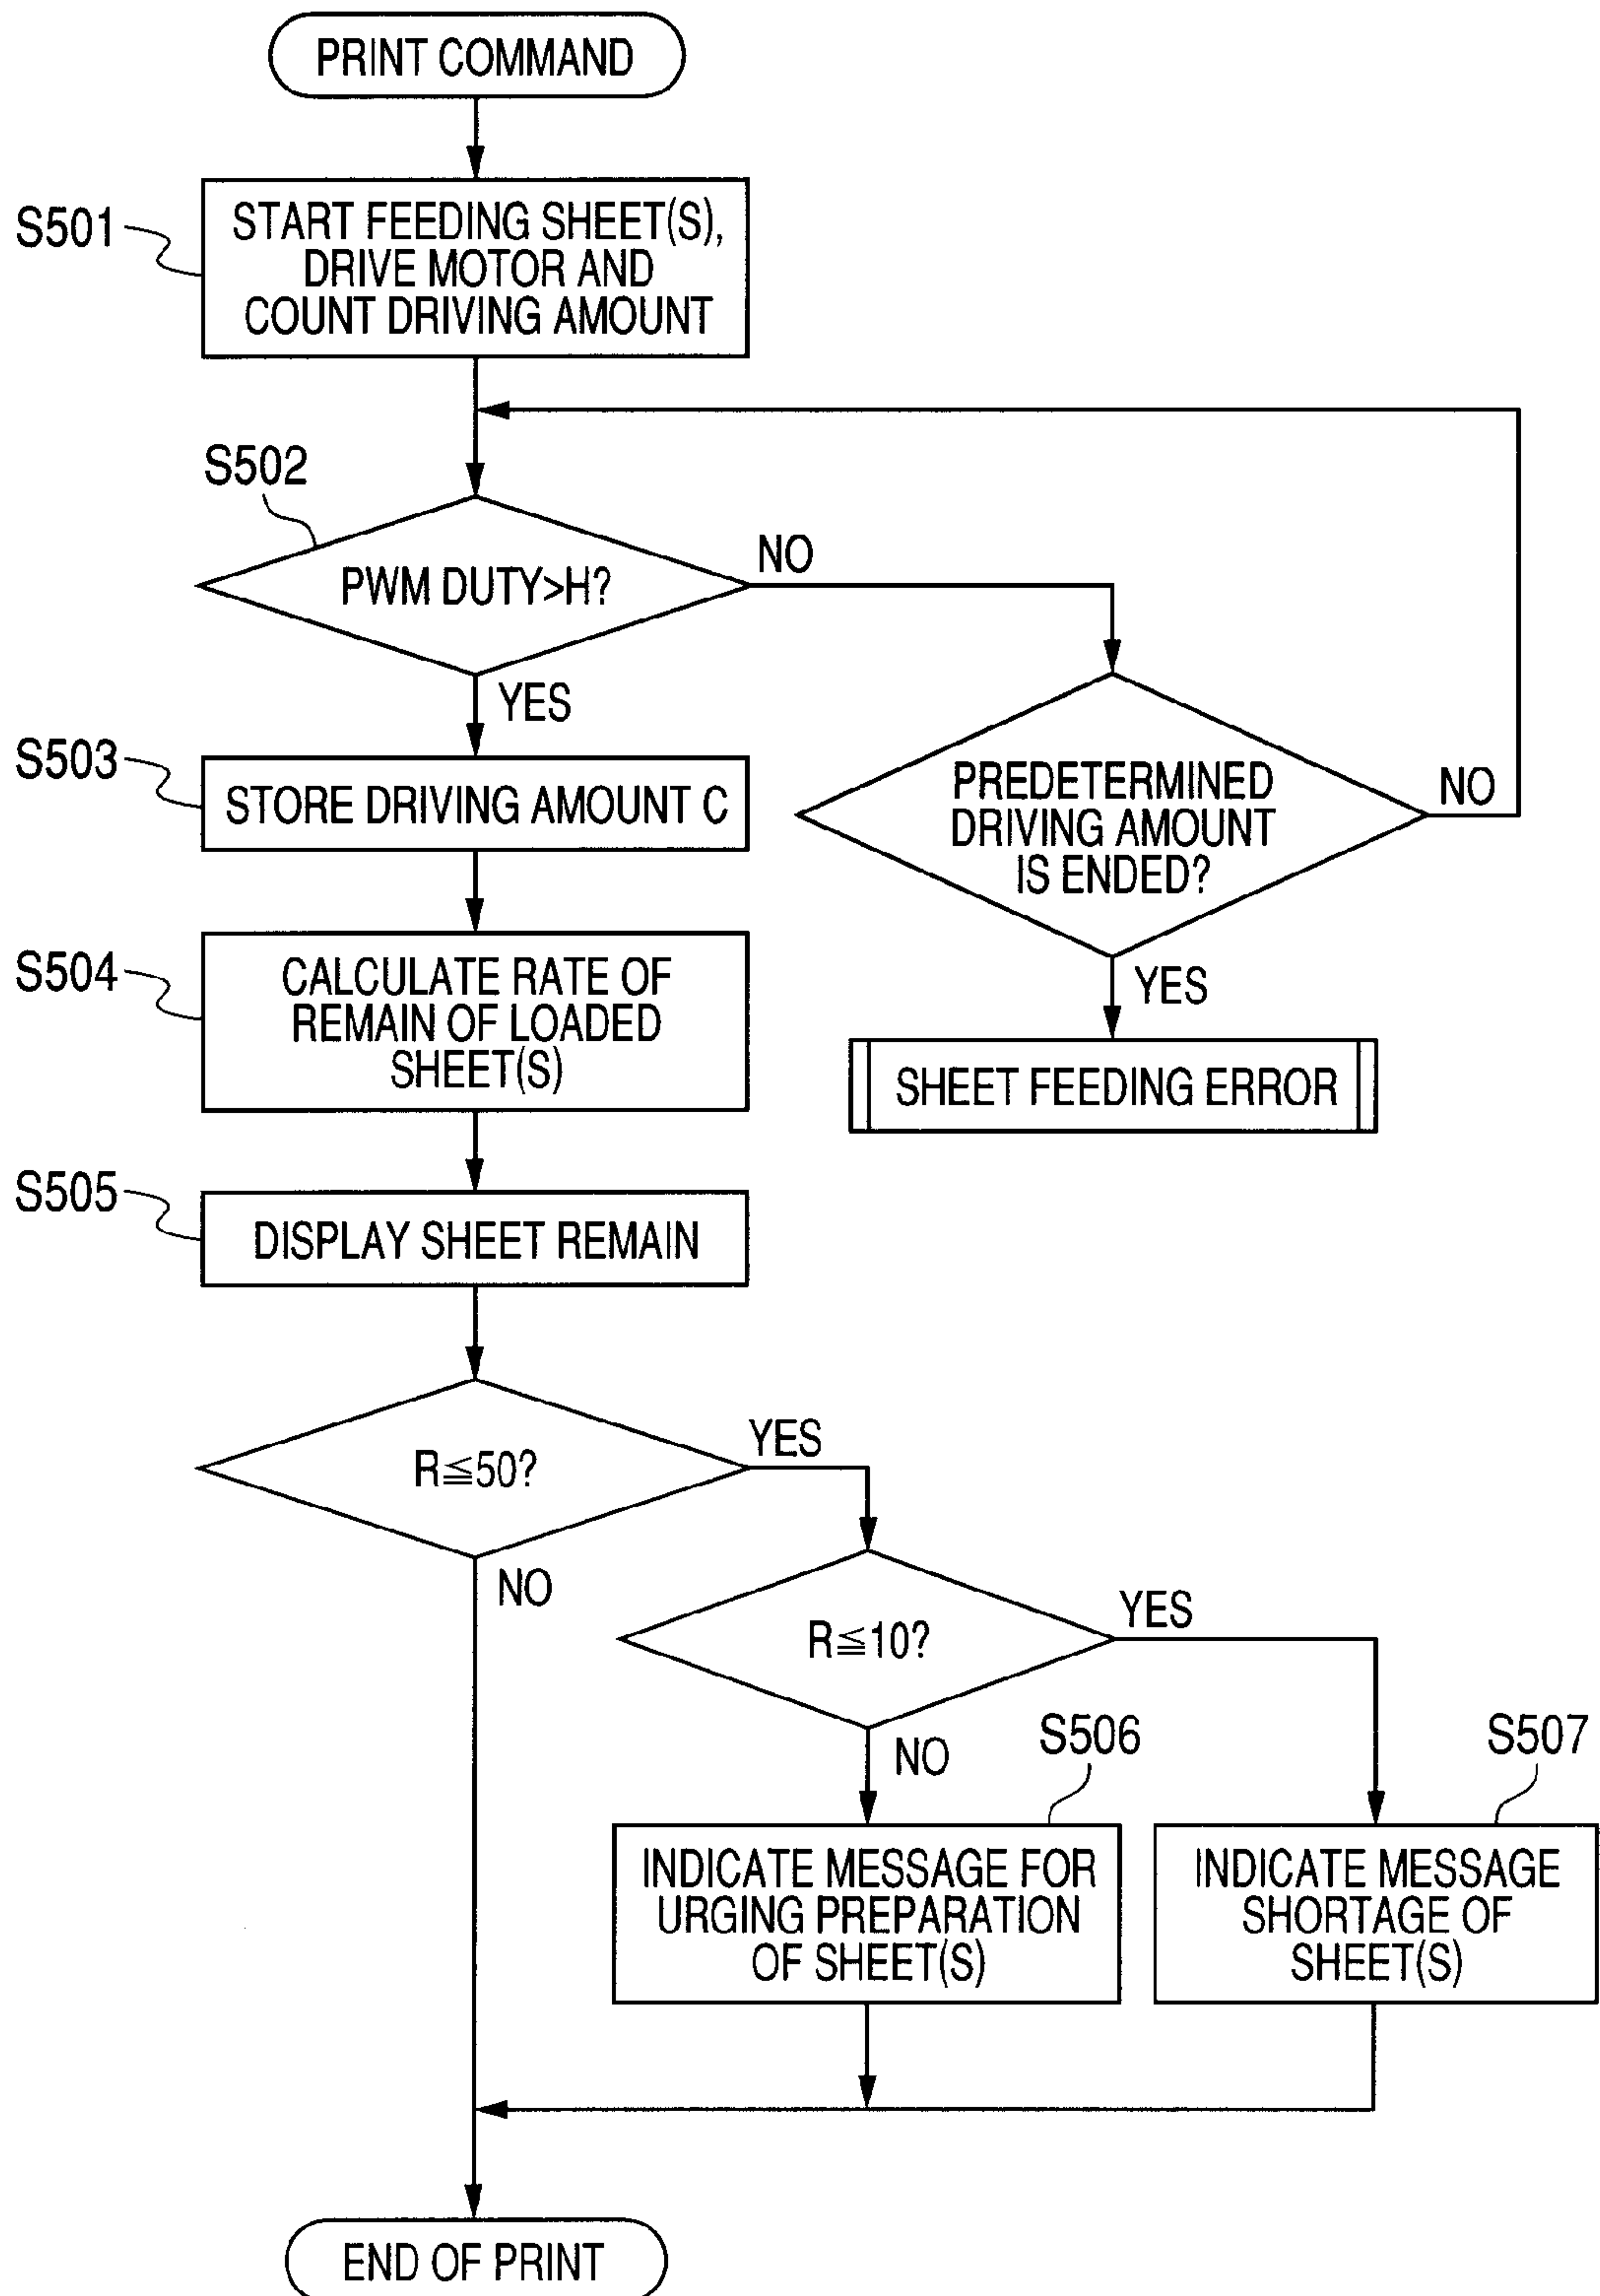 PRINT COMMAND
S501
START FEEDING SHEET(S),
DRIVE MOTOR AND
COUNT DRIVING AMOUNT
S502
PWM DUTY>H?
NO
YES
PREDETERMINED
DRIVING AMOUNT
IS ENDED?
NO
YES
SHEET FEEDING ERROR
S503
STORE DRIVING AMOUNT C
S504
CALCULATE RATE OF
REMAIN OF LOADED
SHEET(S)
S505
DISPLAY SHEET REMAIN
R≦50?
YES
NO
R≦10?
YES
NO
S506
INDICATE MESSAGE FOR
URGING PREPARATION
OF SHEET(S)
S507
INDICATE MESSAGE
SHORTAGE OF
SHEET(S)
END OF PRINT